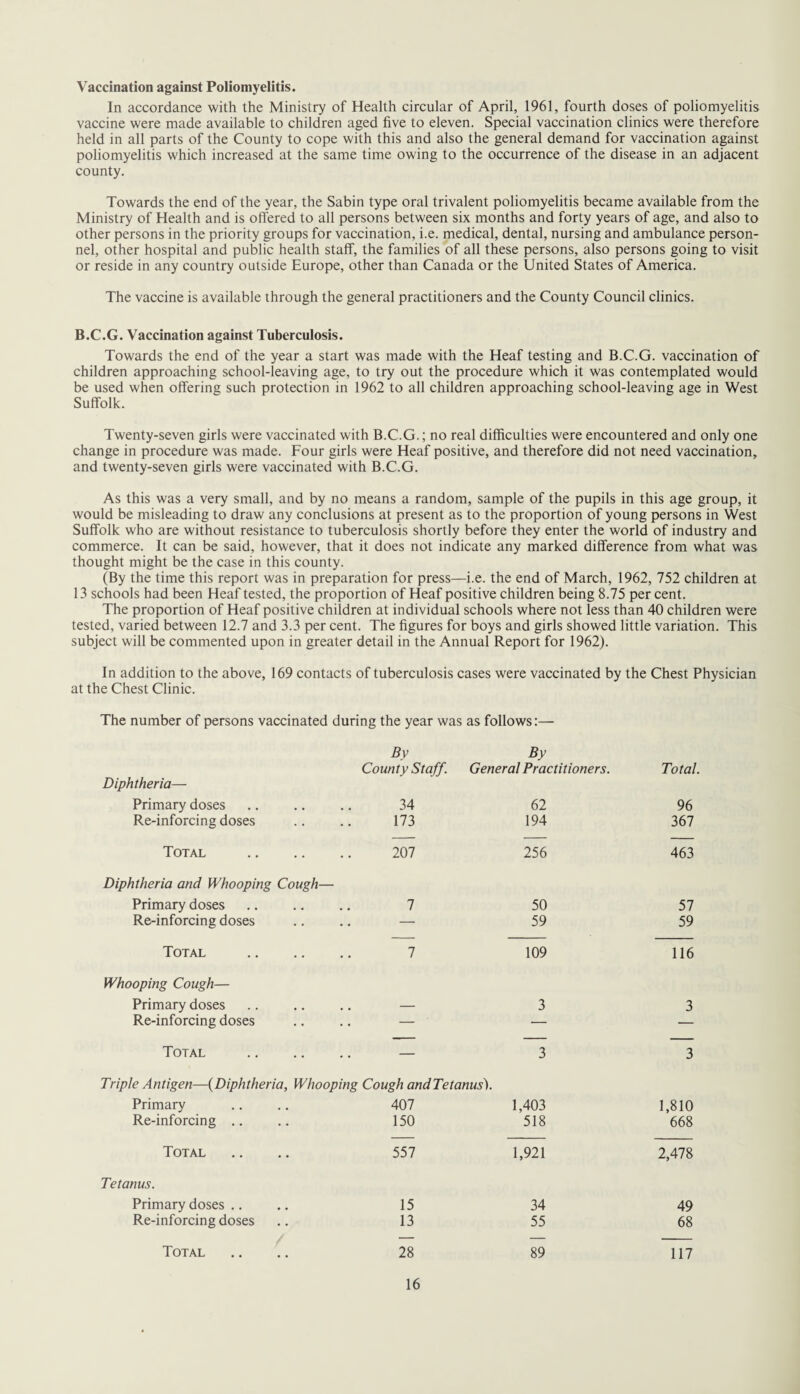 Vaccination against Poliomyelitis.
In accordance with the Ministry of Health circular of April, 1961, fourth doses of poliomyelitis
vaccine were made available to children aged five to eleven. Special vaccination clinics were therefore
held in all parts of the County to cope with this and also the general demand for vaccination against
poliomyelitis which increased at the same time owing to the occurrence of the disease in an adjacent
county.
Towards the end of the year, the Sabin type oral trivalent poliomyelitis became available from the
Ministry of Health and is offered to all persons between six months and forty years of age, and also to
other persons in the priority groups for vaccination, i.e. medical, dental, nursing and ambulance person-
nel, other hospital and public health staff, the families of all these persons, also persons going to visit
or reside in any country outside Europe, other than Canada or the United States of America.
The vaccine is available through the general practitioners and the County Council clinics.
B.C.G. Vaccination against Tuberculosis.
Towards the end of the year a start was made with the Heaf testing and B.C.G. vaccination of
children approaching school-leaving age, to try out the procedure which it was contemplated would
be used when offering such protection in 1962 to all children approaching school-leaving age in West
Suffolk.
Twenty-seven girls were vaccinated with B.C.G.; no real difficulties were encountered and only one
change in procedure was made. Four girls were Heaf positive, and therefore did not need vaccination,
and twenty-seven girls were vaccinated with B.C.G.
As this was a very small, and by no means a random, sample of the pupils in this age group, it
would be misleading to draw any conclusions at present as to the proportion of young persons in West
Suffolk who are without resistance to tuberculosis shortly before they enter the world of industry and
commerce. It can be said, however, that it does not indicate any marked difference from what was
thought might be the case in this county.
(By the time this report was in preparation for press—i.e. the end of March, 1962, 752 children at
13 schools had been Heaf tested, the proportion of Heaf positive children being 8.75 per cent.
The proportion of Heaf positive children at individual schools where not less than 40 children were
tested, varied between 12.7 and 3.3 per cent. The figures for boys and girls showed little variation. This
subject will be commented upon in greater detail in the Annual Report for 1962).
In addition to the above, 169 contacts of tuberculosis cases were vaccinated by the Chest Physician
at the Chest Clinic.
The number of persons vaccinated during the year was as follows:—
By By
County Staff. General Practitioners. Total.
Diphtheria—
Primary doses .. .. .. 34 62 96
Re-inforcing doses .. .. 173 194 367
TOTAL .. .. .. 207 256 463
Diphtheria and Whooping Cough—
Primary doses .. .. .. 7 50 57
Re-inforcing doses .. .. — 59 59
TOTAL .. .. .. 7 109 116
Whooping Cough—
Primary doses .. .. .. — 3 3
Re-inforcing doses .. .. — — —
TOTAL .. .. .. — 3 3
Triple Antigen—(Diphtheria, Whooping Cough and Tetanus).
Primary .. .. 407 1,403 1,810
Re-inforcing .. .. 150 518 668
TOTAL .. .. 557 1,921 2,478
Tetanus.
Primary doses .. .. 15 34 49
Re-inforcing doses .. 13 55 68
TOTAL .. .. 28 89 117
16